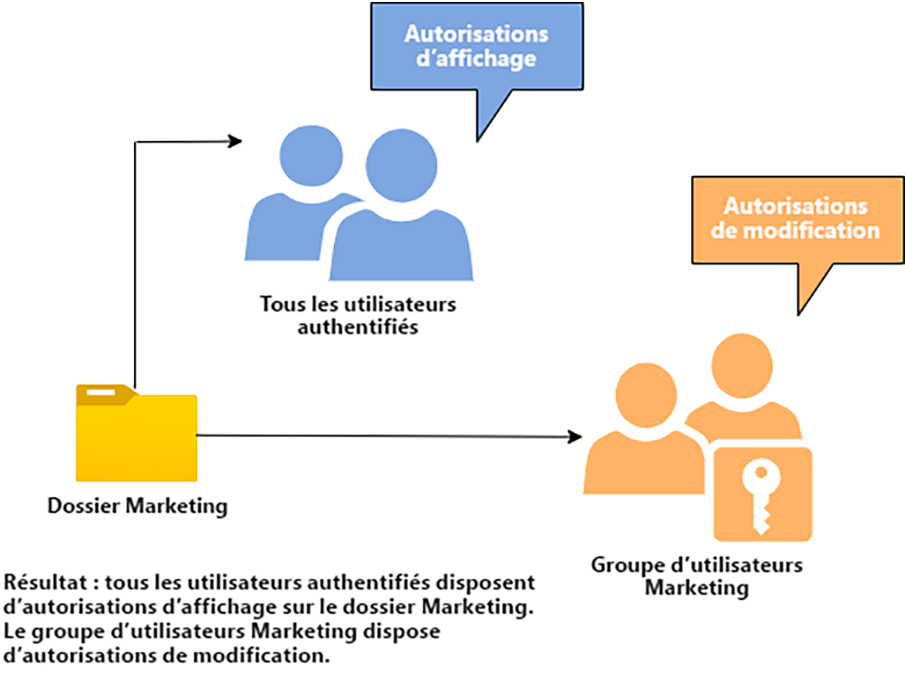 Autorisations
d’affichage
Autorisations
de modification
Tous les utilisateurs
authentifiés
Dossier Marketing
Groupe d’utilisateurs
Marketing
Résultat : tous les utilisateurs authentifiés disposent
d’autorisations d’affichage sur le dossier Marketing.
Le groupe d’utilisateurs Marketing dispose
d’autorisations de modification.